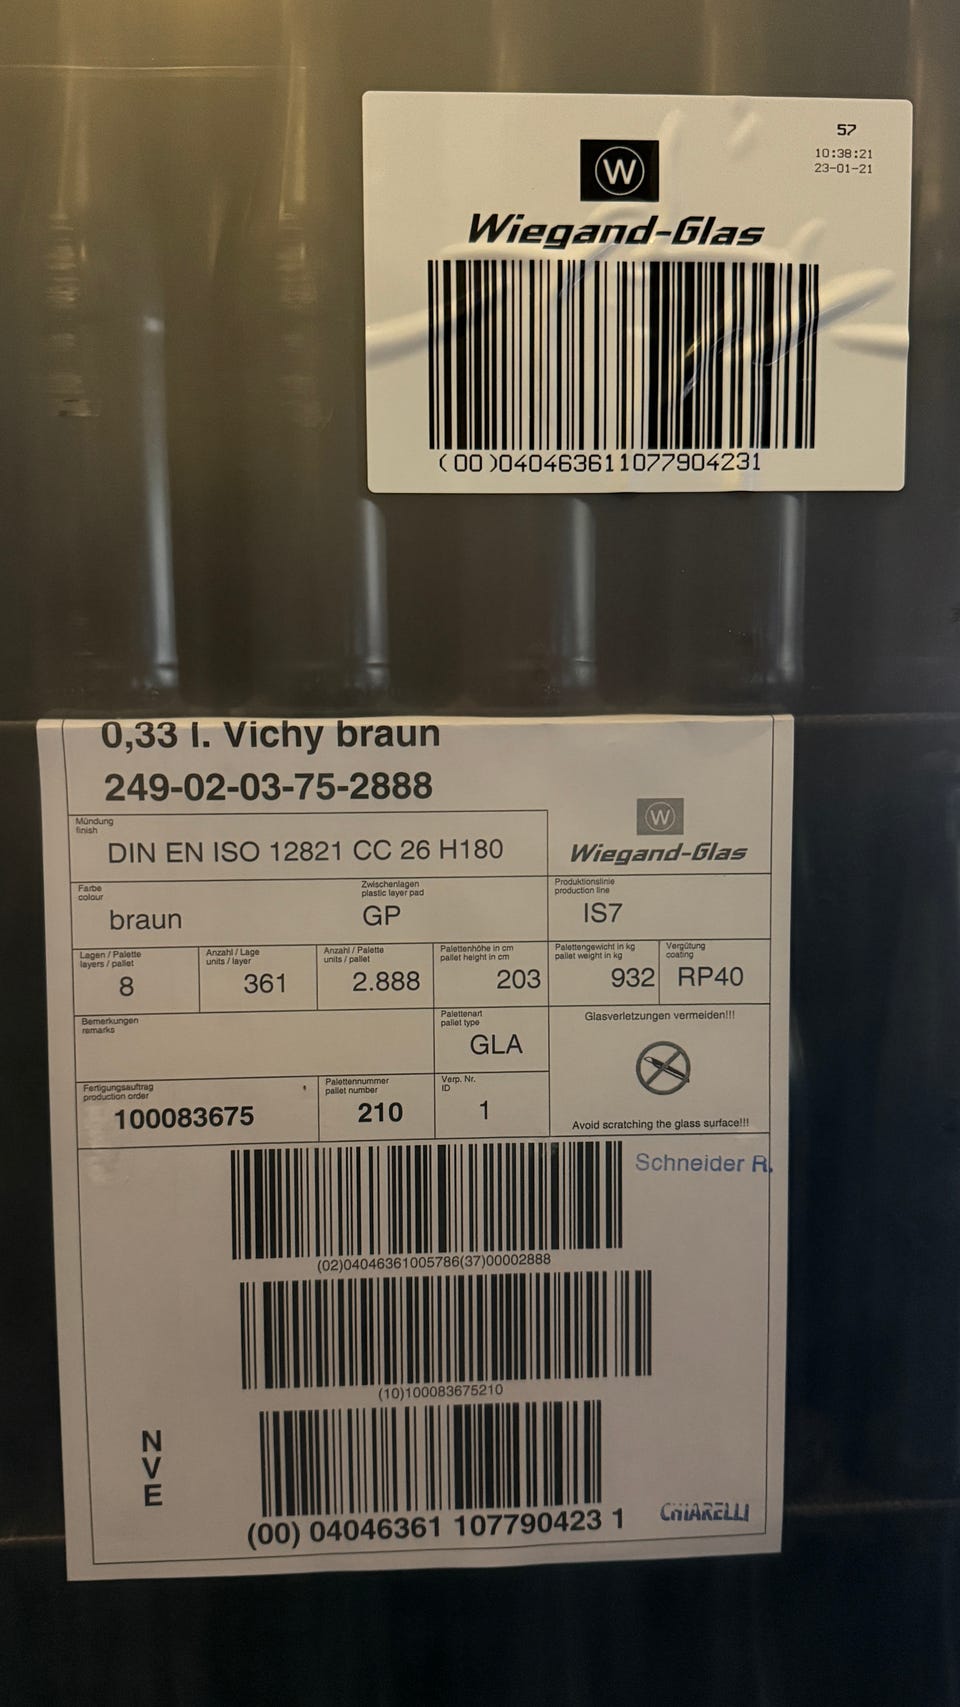 57
10:38:21
23-01-21
W
Wiegand-Glas
(00)040463611077904231
0,33 l. Vichy braun
249-02-03-75-2888
Mündung
finish
DIN EN ISO 12821 CC 26 H180
W
Wiegand-Glas
Farbe
colour
braun
Zwischenlagen
plastic layer pad
GP
Produktionslinie
production line
IS7
Lagen / Palette
layers / pallet
8
Anzahl / Lage
units / layer
361
Anzahl / Palette
units / pallet
2.888
Palettenhöhe in cm
pallet height in cm
203
Palettengewicht in kg
pallet weight in kg
932
Vergütung
coating
RP40
Bemerkungen
remarks
Palettenart
pallet type
GLA
Glasverletzungen vermeiden!!!
Avoid scratching the glass surface!!!
Fertigungsauftrag
production order
100083675
Palettennummer
pallet number
210
Verp. Nr.
ID
1
Schneider R.
(02)04046361005786(37)00002888
(10)100083675210
N
V
E
(00) 04046361 107790423 1
CHIARELLI